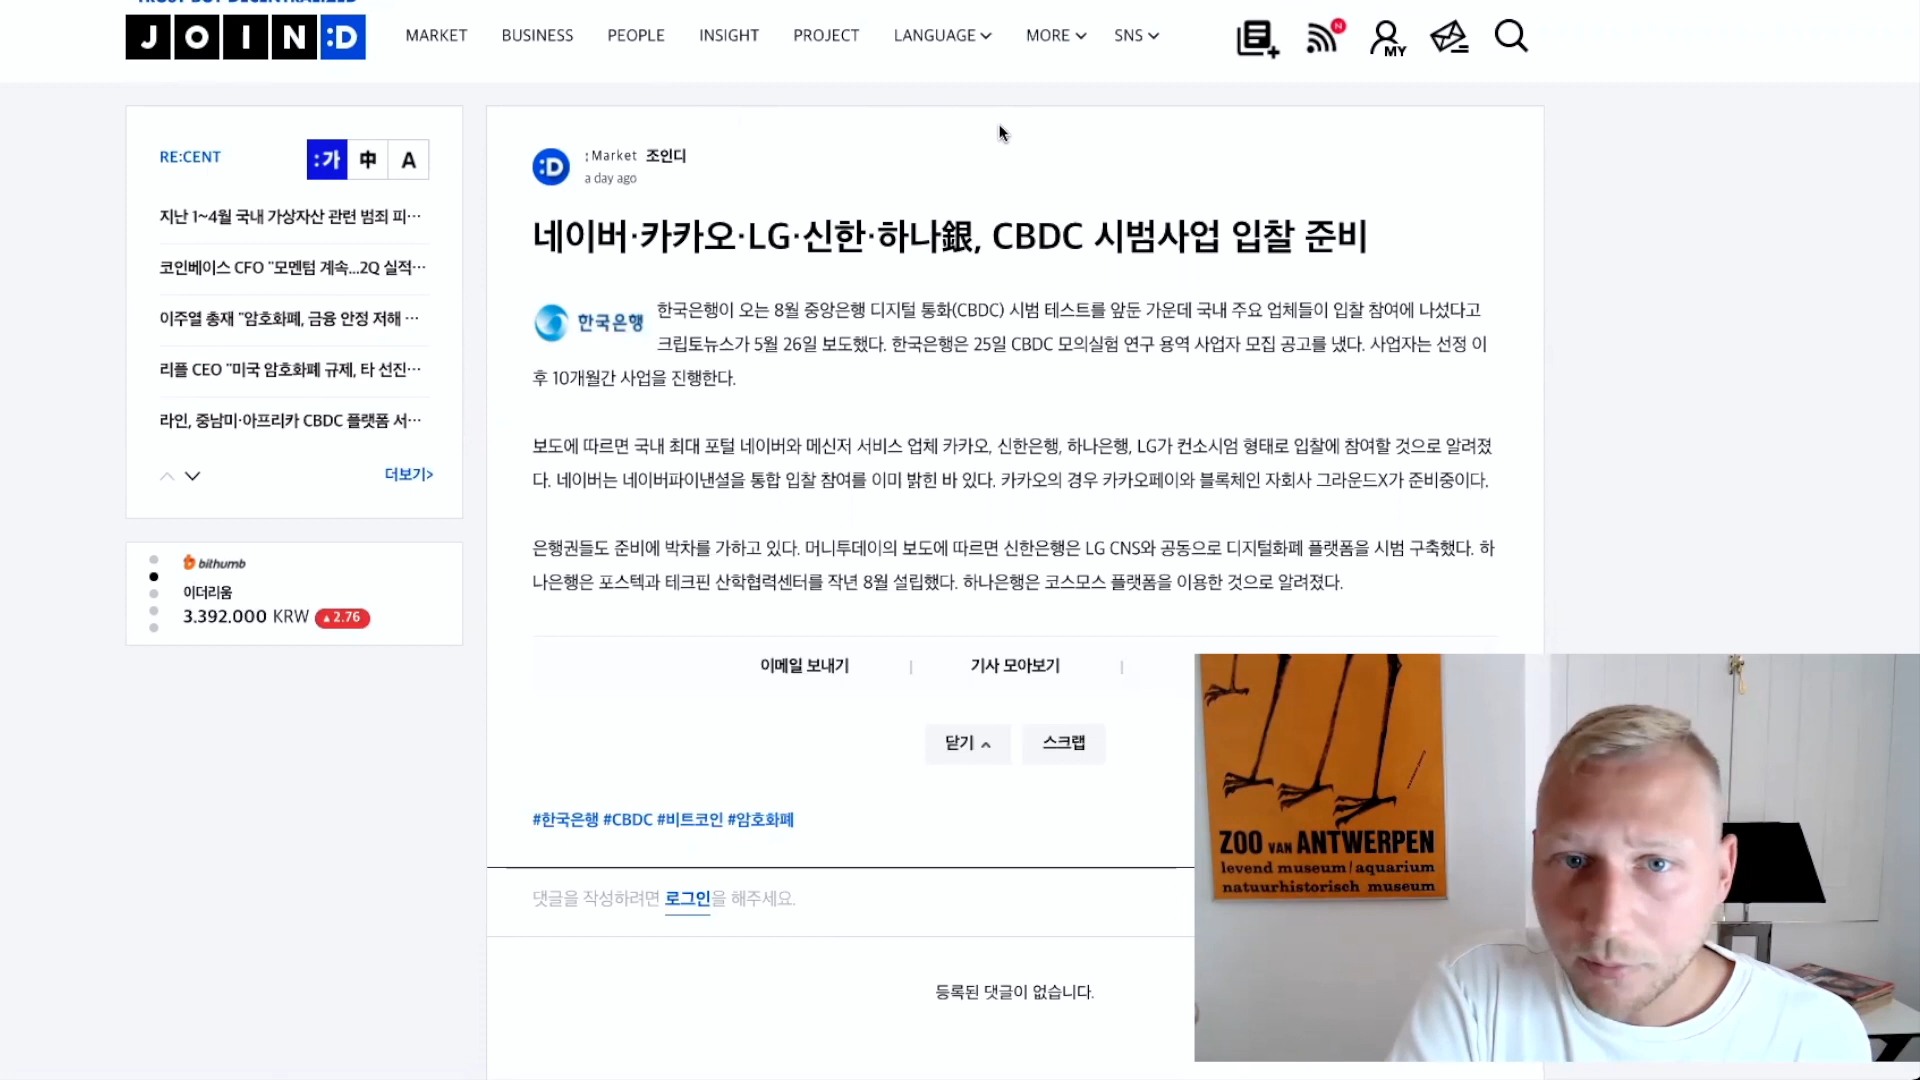 TRUST BUT DECENTRALIZED
JOIN:D
MARKET
BUSINESS
PEOPLE
INSIGHT
PROJECT
LANGUAGE
MORE
SNS
N
MY
RE:CENT
:가
中
A
지난 1~4월 국내 가상자산 관련 범죄 피···
코인베이스 CFO "모멘텀 계속...2Q 실적···
이주열 총재 "암호화폐, 금융 안정 저해 ···
리플 CEO "미국 암호화폐 규제, 타 선진···
라인, 중남미·아프리카 CBDC 플랫폼 서···
더보기>
bithumb
이더리움
3.392.000 KRW ▲2.76
:D
: Market 조인디
a day ago
네이버·카카오·LG·신한·하나銀, CBDC 시범사업 입찰 준비
한국은행
한국은행이 오는 8월 중앙은행 디지털 통화(CBDC) 시범 테스트를 앞둔 가운데 국내 주요 업체들이 입찰 참여에 나섰다고
크립토뉴스가 5월 26일 보도했다. 한국은행은 25일 CBDC 모의실험 연구 용역 사업자 모집 공고를 냈다. 사업자는 선정 이
후 10개월간 사업을 진행한다.
보도에 따르면 국내 최대 포털 네이버와 메신저 서비스 업체 카카오, 신한은행, 하나은행, LG가 컨소시엄 형태로 입찰에 참여할 것으로 알려졌
다. 네이버는 네이버파이낸셜을 통합 입찰 참여를 이미 밝힌 바 있다. 카카오의 경우 카카오페이와 블록체인 자회사 그라운드X가 준비중이다.
은행권들도 준비에 박차를 가하고 있다. 머니투데이의 보도에 따르면 신한은행은 LG CNS와 공동으로 디지털화폐 플랫폼을 시범 구축했다. 하
나은행은 포스텍과 테크핀 산학협력센터를 작년 8월 설립했다. 하나은행은 코스모스 플랫폼을 이용한 것으로 알려졌다.
이메일 보내기 | 기사 모아보기 |
닫기
스크랩
#한국은행 #CBDC #비트코인 #암호화폐
댓글을 작성하려면 로그인을 해주세요.
등록된 댓글이 없습니다.
ZOO VAN ANTWERPEN
levend museum/aquarium
natuurhistorisch museum